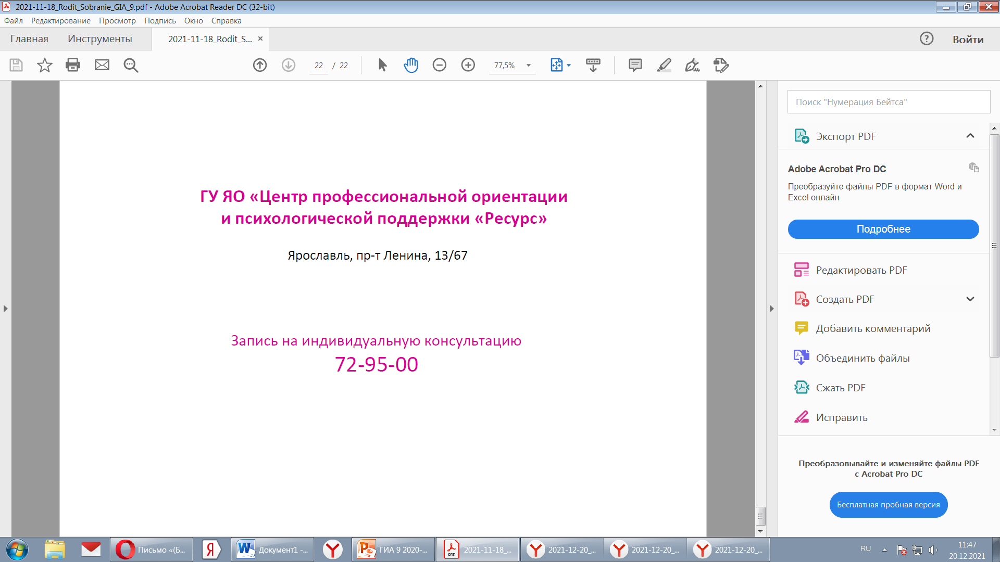 2021-11-18_Rodit_Sobranie_GIA_9.pdf - Adobe Acrobat Reader DC (32-bit)
Файл Редактирование Просмотр Подпись Окно Справка
Главная Инструменты 2021-11-18_Rodit_S... × Войти
22 / 22 77,5%
ГУ ЯО «Центр профессиональной ориентации
и психологической поддержки «Ресурс»
Ярославль, пр-т Ленина, 13/67
Запись на индивидуальную консультацию
72-95-00
Поиск "Нумерация Бейтса"
Экспорт PDF
Adobe Acrobat Pro DC
Преобразуйте файлы PDF в формат Word и
Excel онлайн
Подробнее
Редактировать PDF
Создать PDF
Добавить комментарий
Объединить файлы
Сжать PDF
Исправить
Преобразовывайте и изменяйте файлы PDF
с Acrobat Pro DC
Бесплатная пробная версия
Письмо «(Б... Документ1 -... ГИА 9 2020-... 2021-11-18_... 2021-12-20_... 2021-12-20_... 2021-12-20_... RU 11:47
20.12.2021